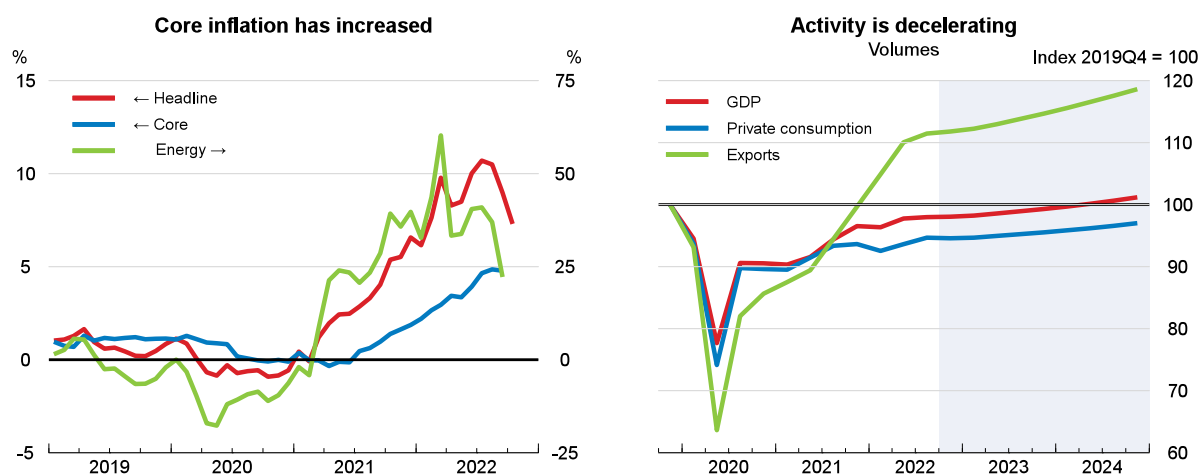 Core inflation has increased
%
%
15
10
5
0
-5
75
50
25
0
-25
← Headline
← Core
Energy →
2019
2020
2021
2022
Activity is decelerating
Volumes
Index 2019Q4 = 100
120
110
100
90
80
70
60
GDP
Private consumption
Exports
2020
2021
2022
2023
2024